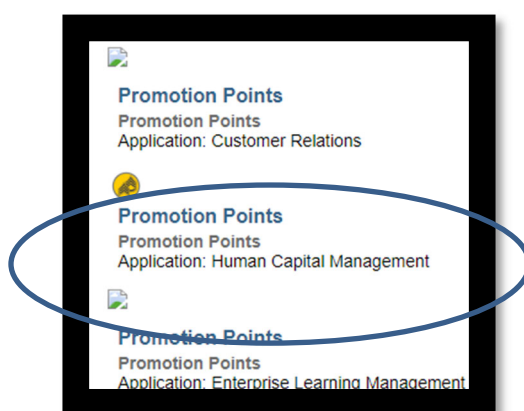 Promotion Points
Promotion Points
Application: Customer Relations
Promotion Points
Promotion Points
Application: Human Capital Management
Promotion Points
Promotion Points
Application: Enterprise Learning Management